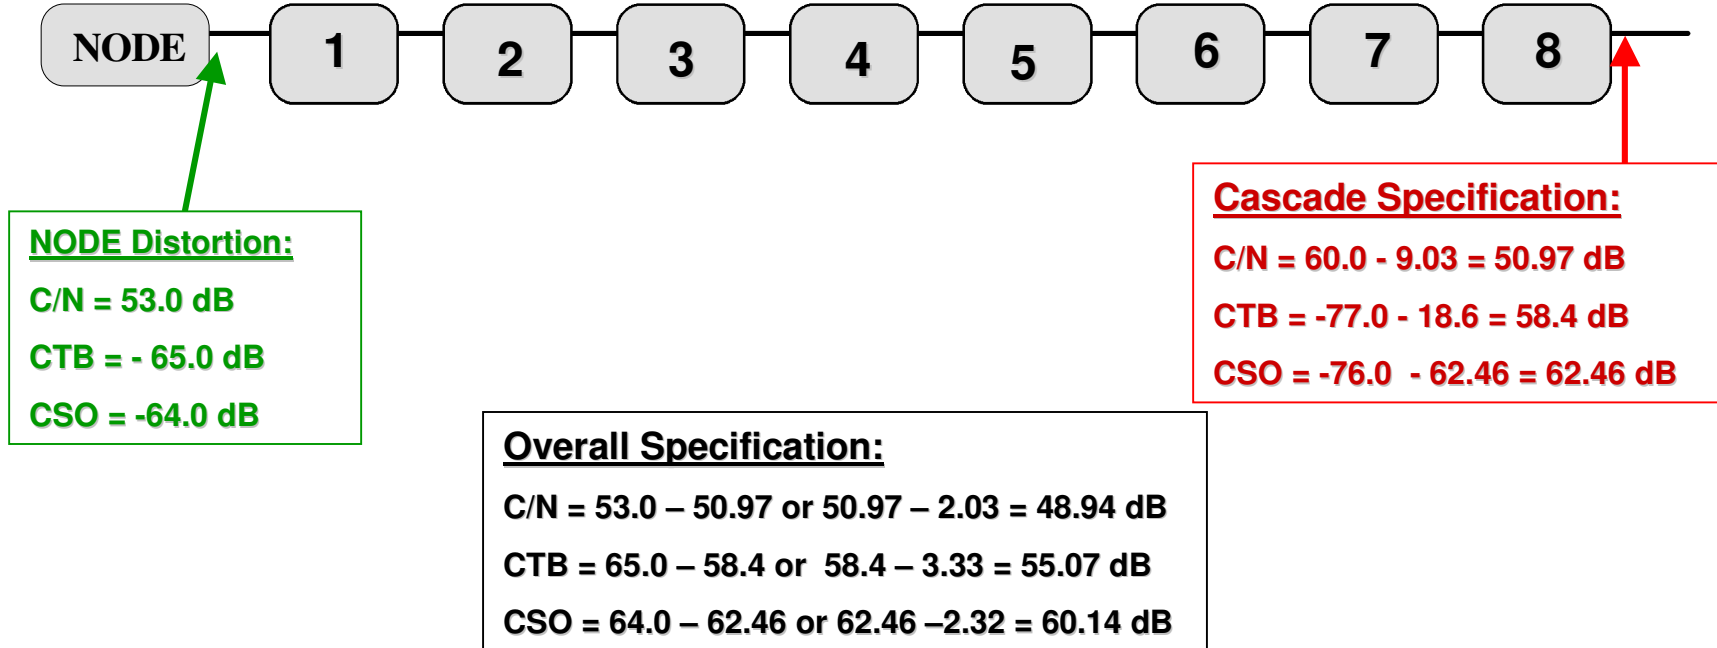 NODE
1
2
3
4
5
6
7
8
NODE Distortion:
C/N = 53.0 dB
CTB = - 65.0 dB
CSO = -64.0 dB
Cascade Specification:
C/N = 60.0 - 9.03 = 50.97 dB
CTB = -77.0 - 18.6 = 58.4 dB
CSO = -76.0 - 62.46 = 62.46 dB
Overall Specification:
C/N = 53.0 – 50.97 or 50.97 – 2.03 = 48.94 dB
CTB = 65.0 – 58.4 or 58.4 – 3.33 = 55.07 dB
CSO = 64.0 – 62.46 or 62.46 –2.32 = 60.14 dB